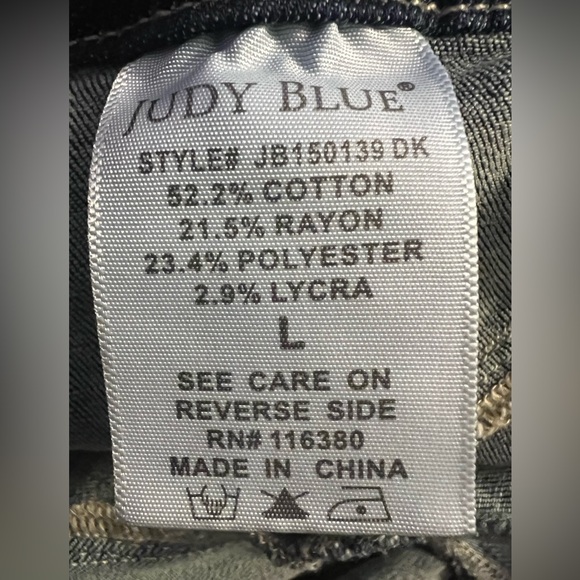 JUDY BLUE®
STYLE# JB150139 DK
52.2% COTTON
21.5% RAYON
23.4% POLYESTER
2.9% LYCRA
L
SEE CARE ON
REVERSE SIDE
RN# 116380
MADE IN CHINA